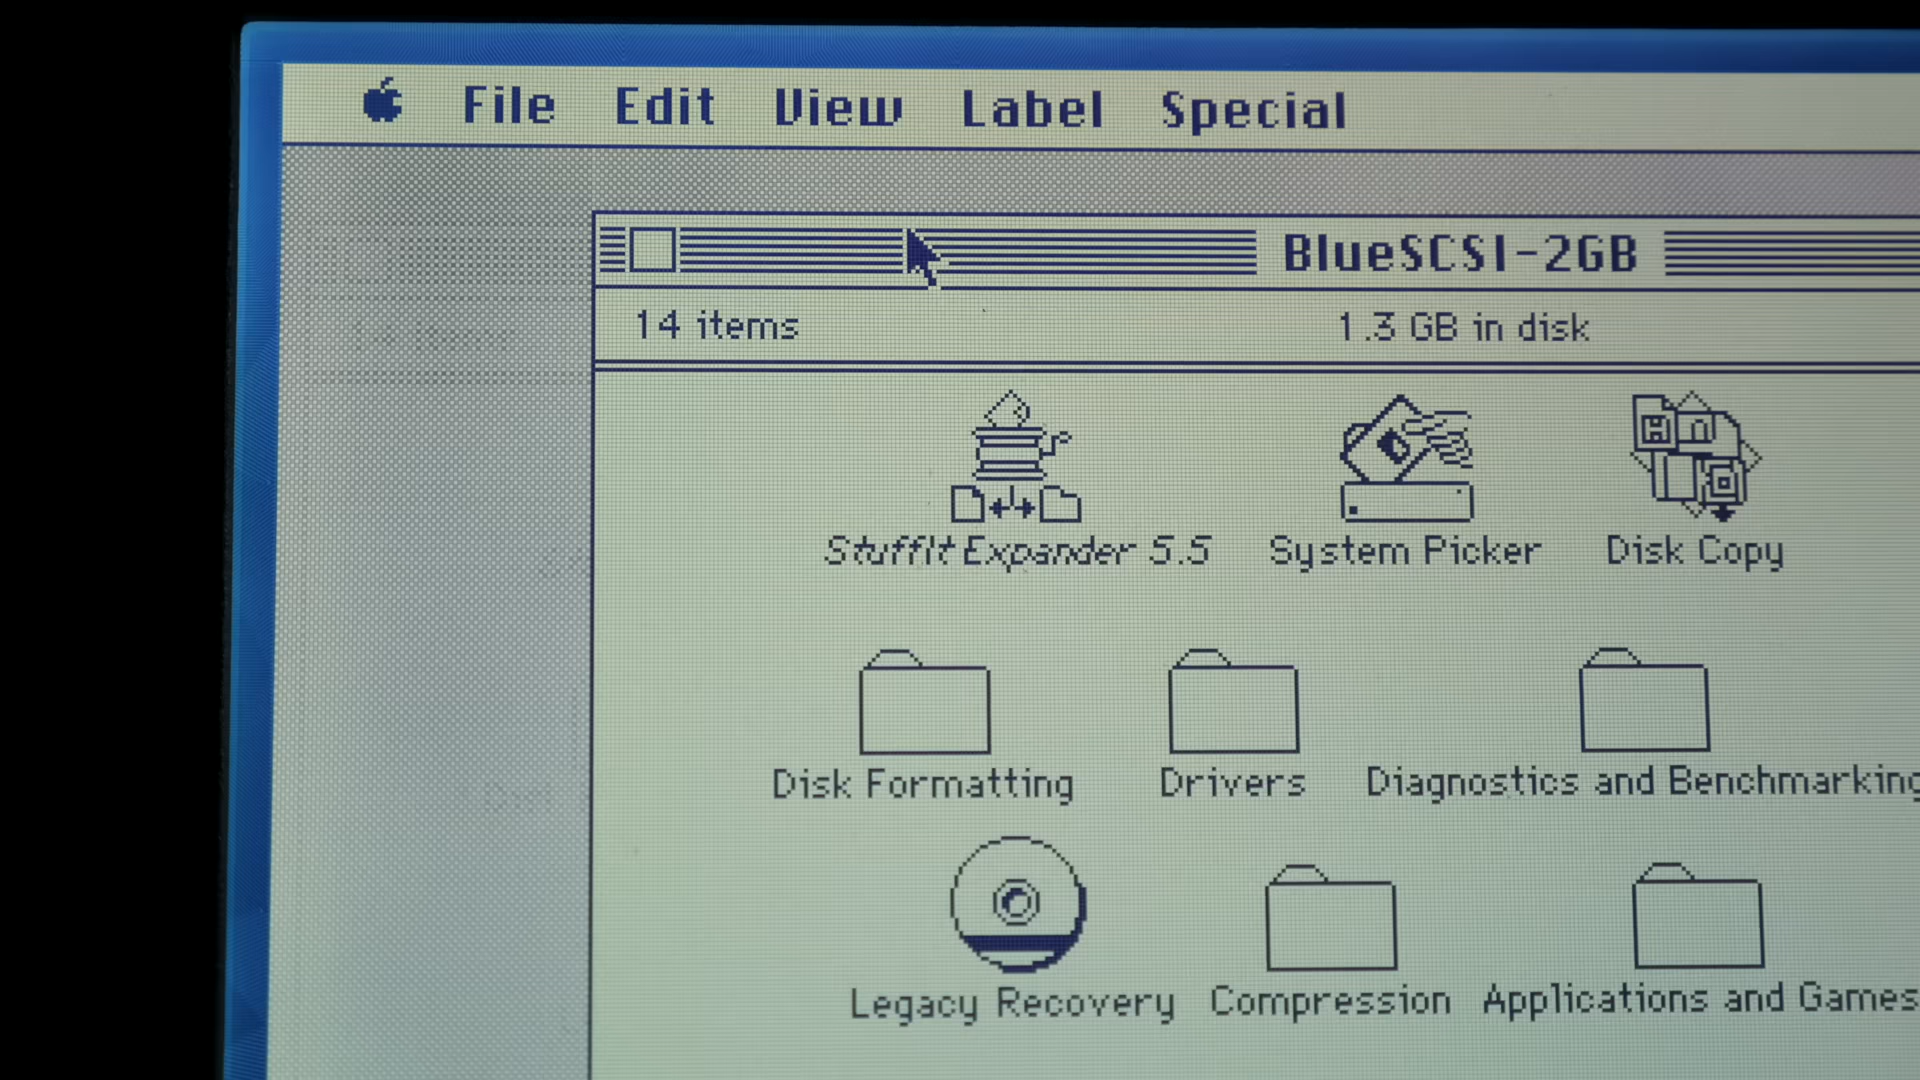 File Edit View Label Special
BlueSCSI-2GB
14 items 1.3 GB in disk
StuffIt Expander 5.5 System Picker Disk Copy
Disk Formatting Drivers Diagnostics and Benchmarking
Legacy Recovery Compression Applications and Games